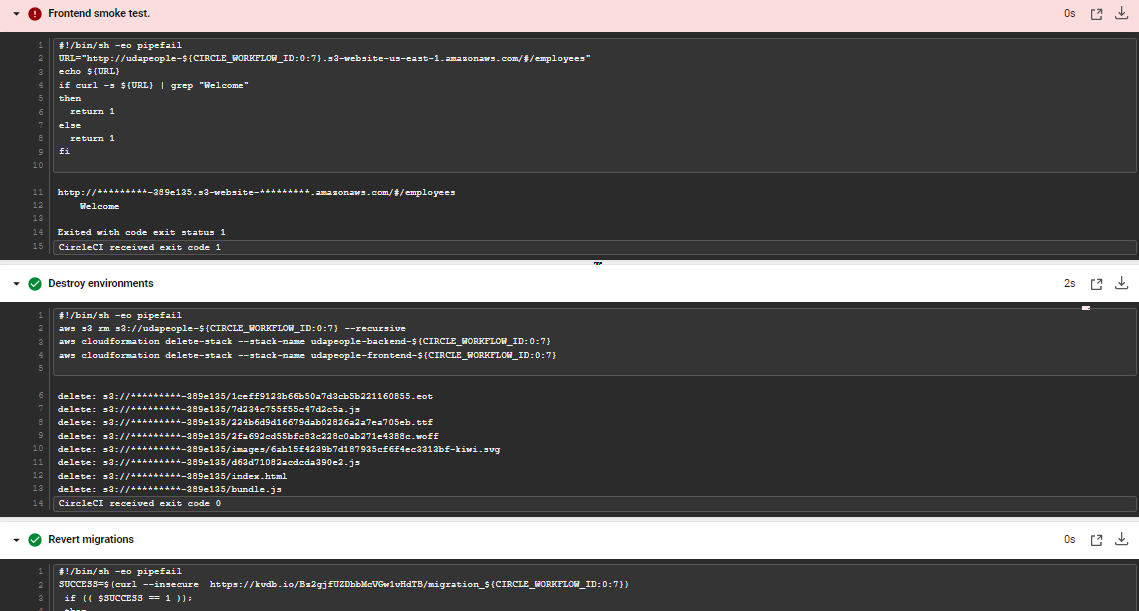 Frontend smoke test.
0s
1 #!/bin/sh -eo pipefail
2 URL="http://udapeople-${CIRCLE_WORKFLOW_ID:0:7}.s3-website-us-east-1.amazonaws.com/#/employees"
3 echo ${URL}
4 if curl -s ${URL} | grep "Welcome"
5 then
6 return 1
7 else
8 return 1
9 fi
10
11 http://*********-389e135.s3-website-*********.amazonaws.com/#/employees
12 Welcome
13
14 Exited with code exit status 1
15 CircleCI received exit code 1
Destroy environments
2s
1 #!/bin/sh -eo pipefail
2 aws s3 rm s3://udapeople-${CIRCLE_WORKFLOW_ID:0:7} --recursive
3 aws cloudformation delete-stack --stack-name udapeople-backend-${CIRCLE_WORKFLOW_ID:0:7}
4 aws cloudformation delete-stack --stack-name udapeople-frontend-${CIRCLE_WORKFLOW_ID:0:7}
5
6 delete: s3://*********-389e135/1ceff9123b66b50a7d3cb5b221160855.eot
7 delete: s3://*********-389e135/7d234c755f55c47d2c5a.js
8 delete: s3://*********-389e135/224b6d9d16679dab02826a2a7ea705eb.ttf
9 delete: s3://*********-389e135/2fa692cd55bfc83c228c0ab271e4388c.woff
10 delete: s3://*********-389e135/images/6ab15f4239b7d187935cf6f4ec3313bf-kiwi.svg
11 delete: s3://*********-389e135/d63d71082acdcda390e2.js
12 delete: s3://*********-389e135/index.html
13 delete: s3://*********-389e135/bundle.js
14 CircleCI received exit code 0
Revert migrations
0s
1 #!/bin/sh -eo pipefail
2 SUCCESS=$(curl --insecure https://kvdb.io/Bs2gjfUZDhbMcVGw1vHdTB/migration_${CIRCLE_WORKFLOW_ID:0:7})
3 if (( $SUCCESS == 1 ));
4 then